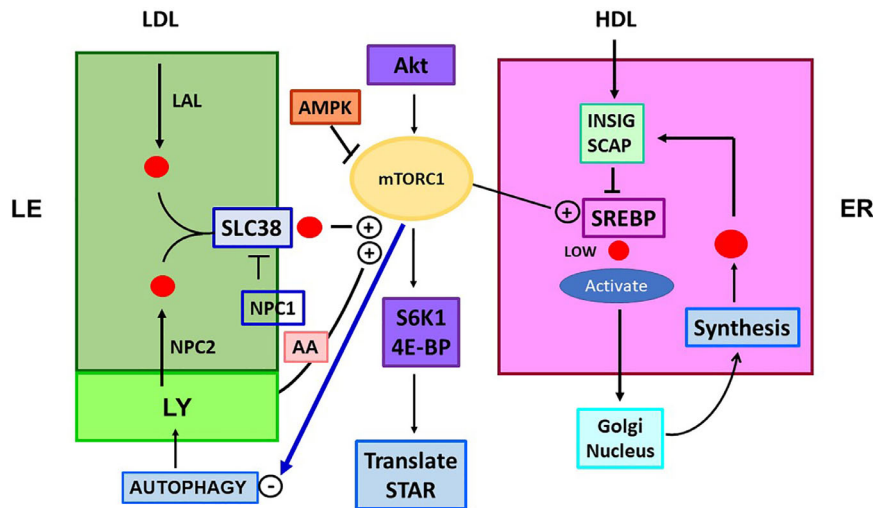 LDL
HDL
Akt
LAL
AMPK
INSIG
SCAP
mTORC1
LE
SLC38
+
+
+
SREBP
ER
LOW
Activate
NPC1
NPC2
AA
S6K1
4E-BP
Synthesis
LY
Golgi
Nucleus
AUTOPHAGY
-
Translate
STAR